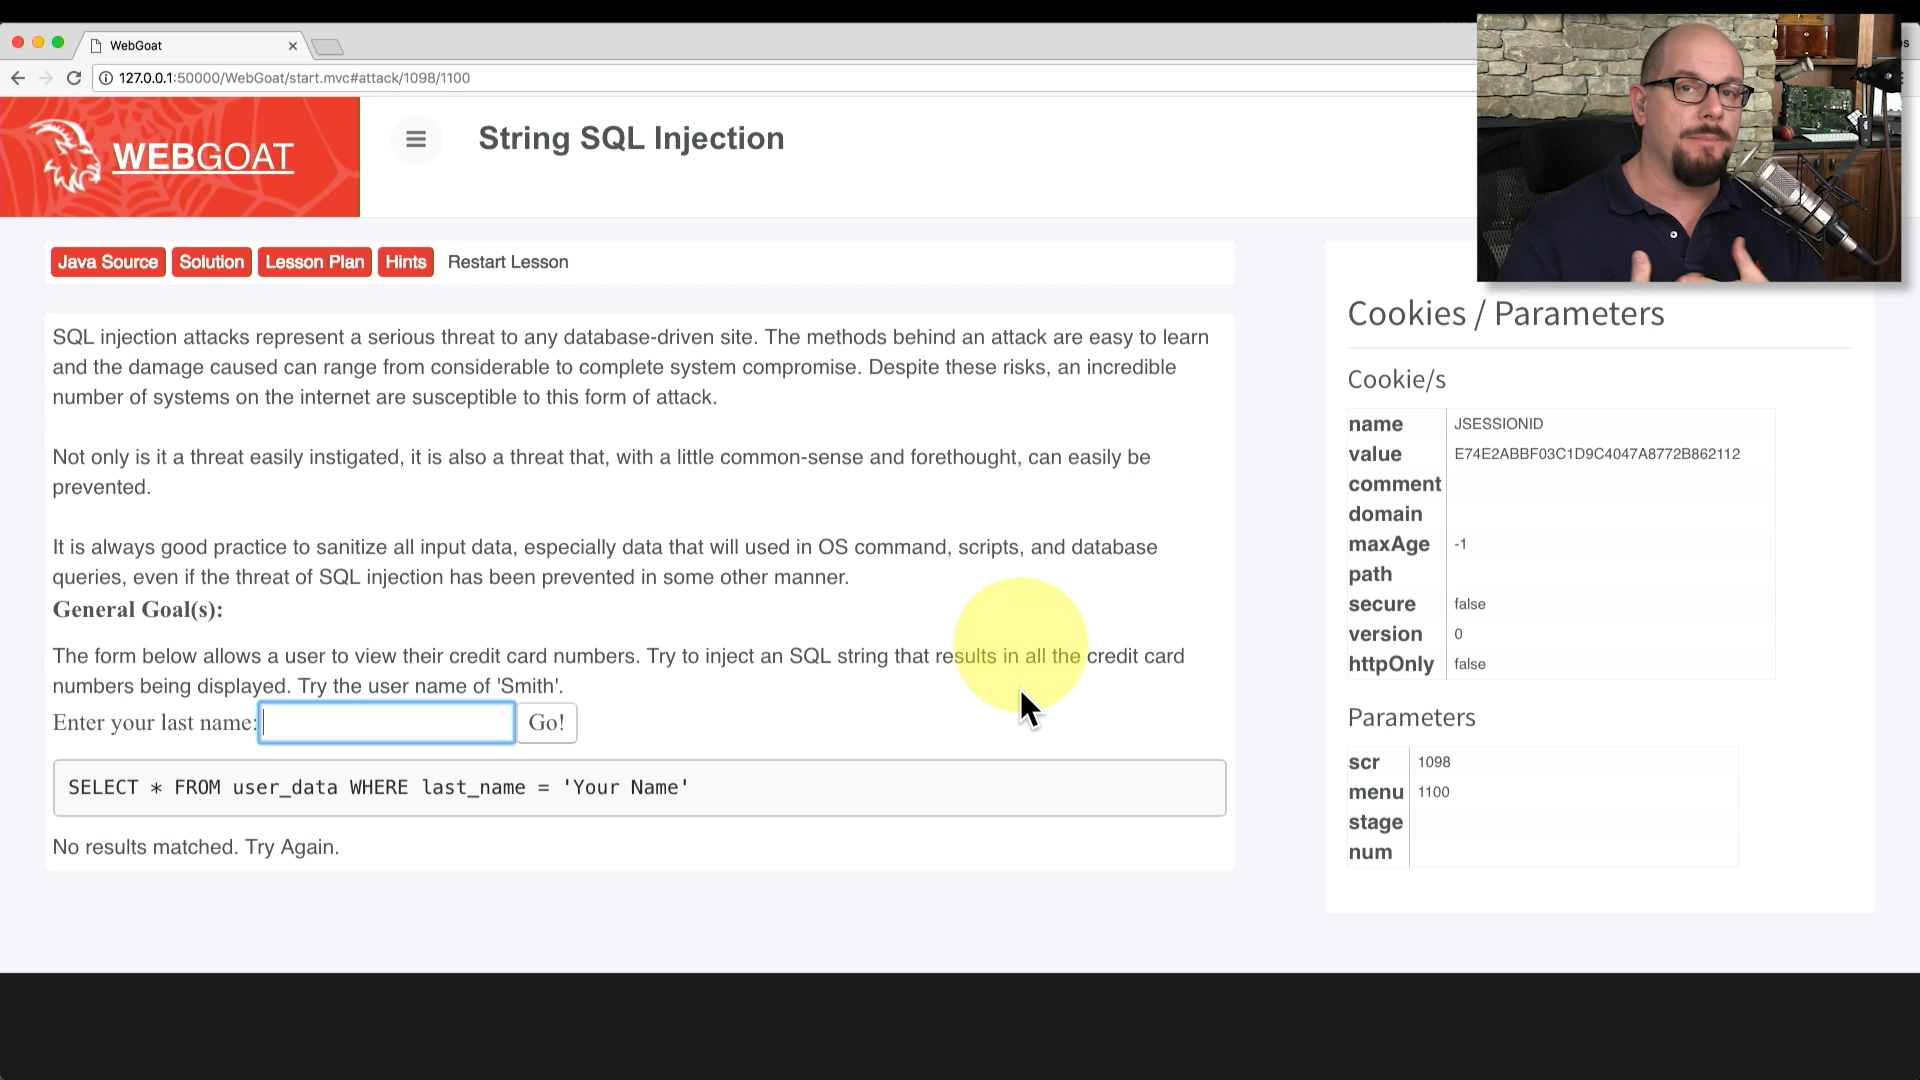 WebGoat
127.0.0.1:50000/WebGoat/start.mvc#attack/1098/1100
WEBGOAT
String SQL Injection
Java Source Solution Lesson Plan Hints Restart Lesson
SQL injection attacks represent a serious threat to any database-driven site. The methods behind an attack are easy to learn
and the damage caused can range from considerable to complete system compromise. Despite these risks, an incredible
number of systems on the internet are susceptible to this form of attack.
Not only is it a threat easily instigated, it is also a threat that, with a little common-sense and forethought, can easily be
prevented.
It is always good practice to sanitize all input data, especially data that will used in OS command, scripts, and database
queries, even if the threat of SQL injection has been prevented in some other manner.
General Goal(s):
The form below allows a user to view their credit card numbers. Try to inject an SQL string that results in all the credit card
numbers being displayed. Try the user name of 'Smith'.
Enter your last name: Go!
SELECT * FROM user_data WHERE last_name = 'Your Name'
No results matched. Try Again.
Cookies / Parameters
Cookie/s
name JSESSIONID
value E74E2ABBF03C1D9C4047A8772B862112
comment
domain
maxAge -1
path
secure false
version 0
httpOnly false
Parameters
scr 1098
menu 1100
stage
num